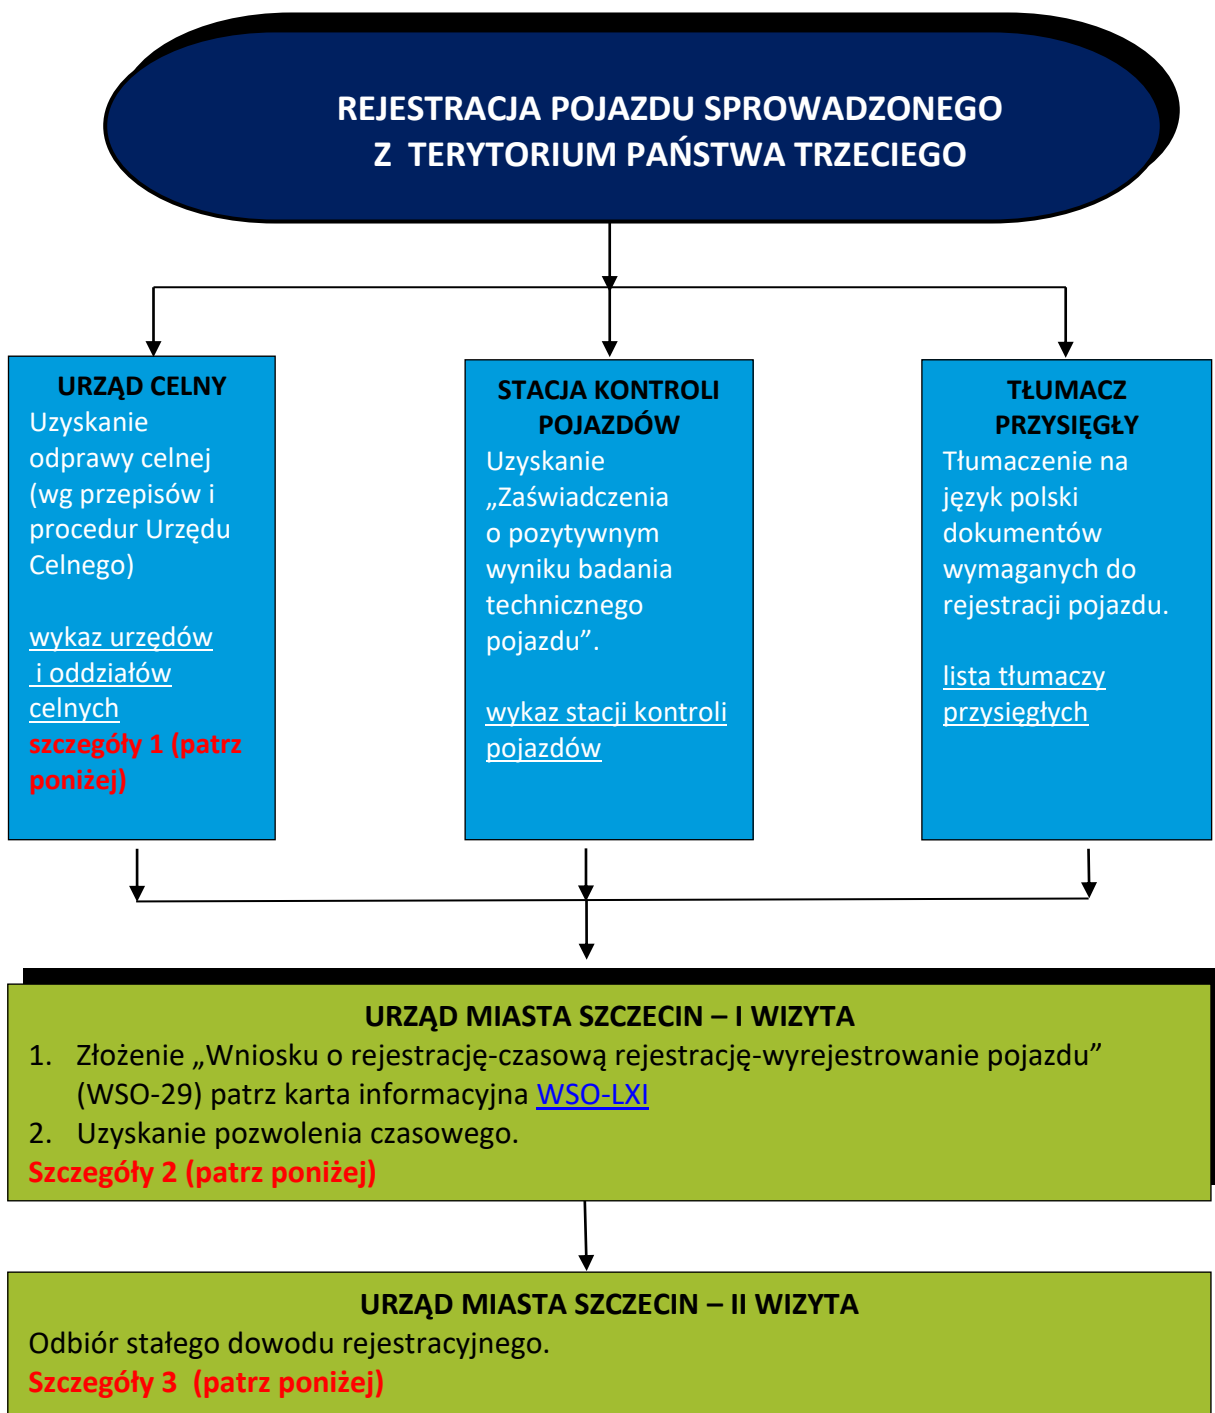 REJESTRACJA POJAZDU SPROWADZONEGO
Z TERYTORIUM PAŃSTWA TRZECIEGO
URZĄD CELNY
Uzyskanie
odprawy celnej
(wg przepisów i
procedur Urzędu
Celnego)
wykaz urzędów
i oddziałów
celnych
szczegóły 1 (patrz
poniżej)
STACJA KONTROLI
POJAZDÓW
Uzyskanie
„Zaświadczenia
o pozytywnym
wyniku badania
technicznego
pojazdu”.
wykaz stacji kontroli
pojazdów
TŁUMACZ
PRZYSIĘGŁY
Tłumaczenie na
język polski
dokumentów
wymaganych do
rejestracji pojazdu.
lista tłumaczy
przysięgłych
URZĄD MIASTA SZCZECIN – I WIZYTA
1. Złożenie „Wniosku o rejestrację-czasową rejestrację-wyrejestrowanie pojazdu”
(WSO-29) patrz karta informacyjna WSO-LXI
2. Uzyskanie pozwolenia czasowego.
Szczegóły 2 (patrz poniżej)
URZĄD MIASTA SZCZECIN – II WIZYTA
Odbiór stałego dowodu rejestracyjnego.
Szczegóły 3 (patrz poniżej)